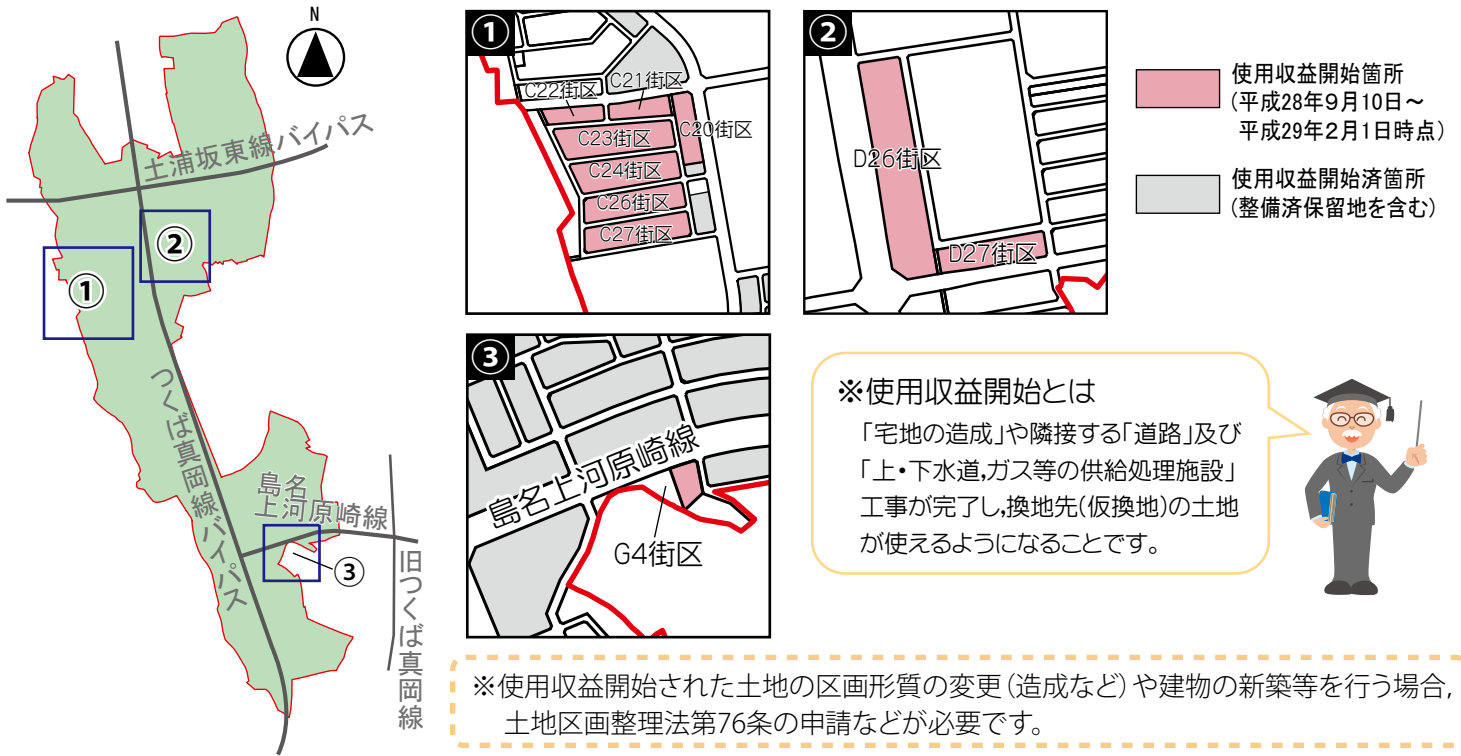 N
土浦坂東線バイパス
②
①
つくば真岡線バイパス
島名
上河原崎線
③
旧つくば真岡線
①
C22街区
C21街区
C20街区
C23街区
C24街区
C26街区
C27街区
②
D26街区
D27街区
使用収益開始箇所
(平成28年9月10日～
平成29年2月1日時点)
使用収益開始済箇所
(整備済保留地を含む)
③
島名上河原崎線
G4街区
※使用収益開始とは
「宅地の造成」や隣接する「道路」及び
「上・下水道,ガス等の供給処理施設」
工事が完了し,換地先(仮換地)の土地
が使えるようになることです。
※使用収益開始された土地の区画形質の変更(造成など)や建物の新築等を行う場合,
土地区画整理法第76条の申請などが必要です。